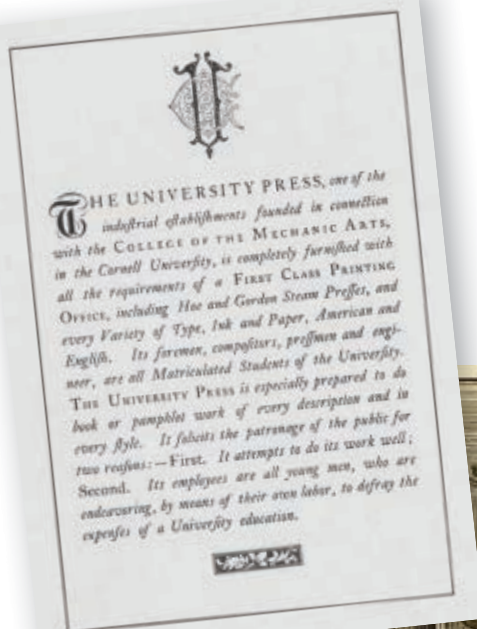 THE UNIVERSITY PRESS, one of the
induſtrial eſtabliſhments founded in connection
with the COLLEGE OF THE MECHANIC ARTS,
in the Cornell Univerſity, is completely furniſhed with
all the requirements of a FIRST CLASS PRINTING
OFFICE, including Hoe and Gordon Steam Preſſes, and
every Variety of Type, Ink and Paper, American and
Engliſh. Its foremen, compoſitors, preſſmen and engi-
neer, are all Matriculated Students of the Univerſity.
THE UNIVERSITY PRESS is eſpecially prepared to do
book or pamphlet work of every deſcription and in
every ſtyle. It ſolicits the patronage of the public for
two reaſons:—First. It attempts to do its work well;
Second. Its employees are all young men, who are
endeavoring, by means of their own labor, to defray the
expenſes of a Univerſity education.